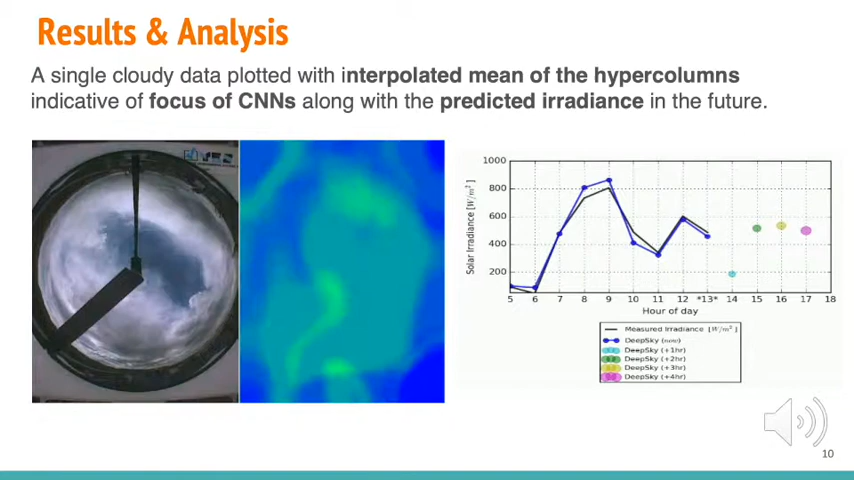 Results & Analysis
A single cloudy data plotted with interpolated mean of the hypercolumns
indicative of focus of CNNs along with the predicted irradiance in the future.
1000
800
600
400
200
Solar Irradiance [W/m²]
5 6 7 8 9 10 11 12 *13* 14 15 16 17 18
Hour of day
Measured Irradiance [W/m²]
DeepSky (now)
DeepSky (+1hr)
DeepSky (+2hr)
DeepSky (+3hr)
DeepSky (+4hr)
10